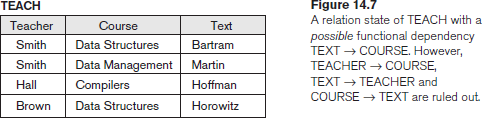 TEACH
Teacher Course Text
Smith Data Structures Bartram
Smith Data Management Martin
Hall Compilers Hoffman
Brown Data Structures Horowitz
Figure 14.7
A relation state of TEACH with a
possible functional dependency
TEXT → COURSE. However,
TEACHER → COURSE,
TEXT → TEACHER and
COURSE → TEXT are ruled out.